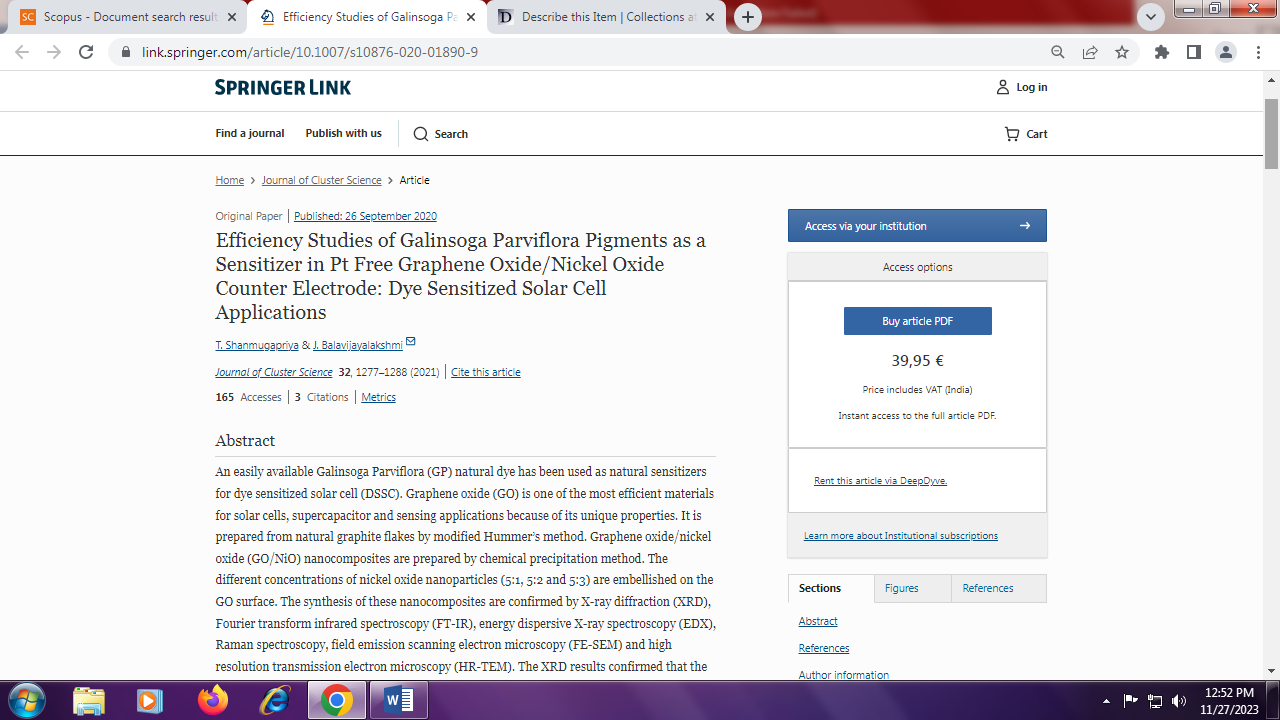 Scopus - Document search result
Efficiency Studies of Galinsoga Pa
Describe this Item | Collections a
link.springer.com/article/10.1007/s10876-020-01890-9
SPRINGER LINK
Log in
Find a journal
Publish with us
Search
Cart
Home > Journal of Cluster Science > Article
Original Paper | Published: 26 September 2020
Efficiency Studies of Galinsoga Parviflora Pigments as a
Sensitizer in Pt Free Graphene Oxide/Nickel Oxide
Counter Electrode: Dye Sensitized Solar Cell
Applications
T. Shanmugapriya & J. Balavijayalakshmi
Journal of Cluster Science 32, 1277–1288 (2021) | Cite this article
165 Accesses | 3 Citations | Metrics
Abstract
An easily available Galinsoga Parviflora (GP) natural dye has been used as natural sensitizers
for dye sensitized solar cell (DSSC). Graphene oxide (GO) is one of the most efficient materials
for solar cells, supercapacitor and sensing applications because of its unique properties. It is
prepared from natural graphite flakes by modified Hummer’s method. Graphene oxide/nickel
oxide (GO/NiO) nanocomposites are prepared by chemical precipitation method. The
different concentrations of nickel oxide nanoparticles (5:1, 5:2 and 5:3) are embellished on the
GO surface. The synthesis of these nanocomposites are confirmed by X-ray diffraction (XRD),
Fourier transform infrared spectroscopy (FT-IR), energy dispersive X-ray spectroscopy (EDX),
Raman spectroscopy, field emission scanning electron microscopy (FE-SEM) and high
resolution transmission electron microscopy (HR-TEM). The XRD results confirmed that the
Access via your institution
Access options
Buy article PDF
39,95 €
Price includes VAT (India)
Instant access to the full article PDF.
Rent this article via DeepDyve.
Learn more about Institutional subscriptions
Sections
Figures
References
Abstract
References
Author information
12:52 PM
11/27/2023